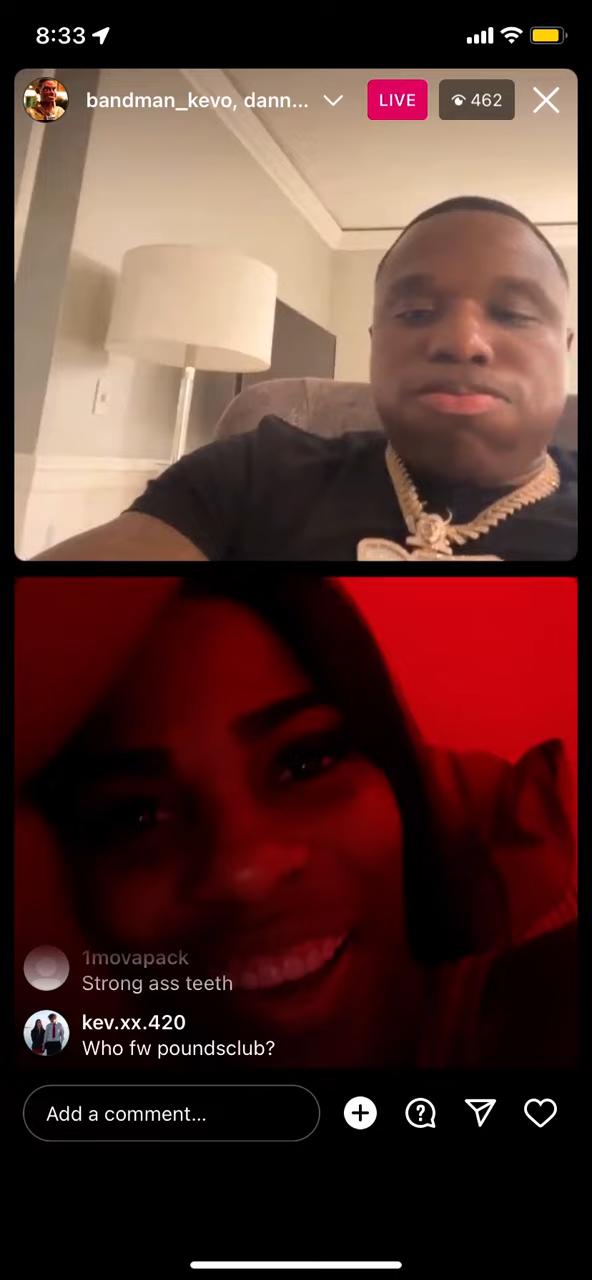 8:33
bandman_kevo, dann...
LIVE
462
1movapack
Strong ass teeth
kev.xx.420
Who fw poundsclub?
Add a comment...